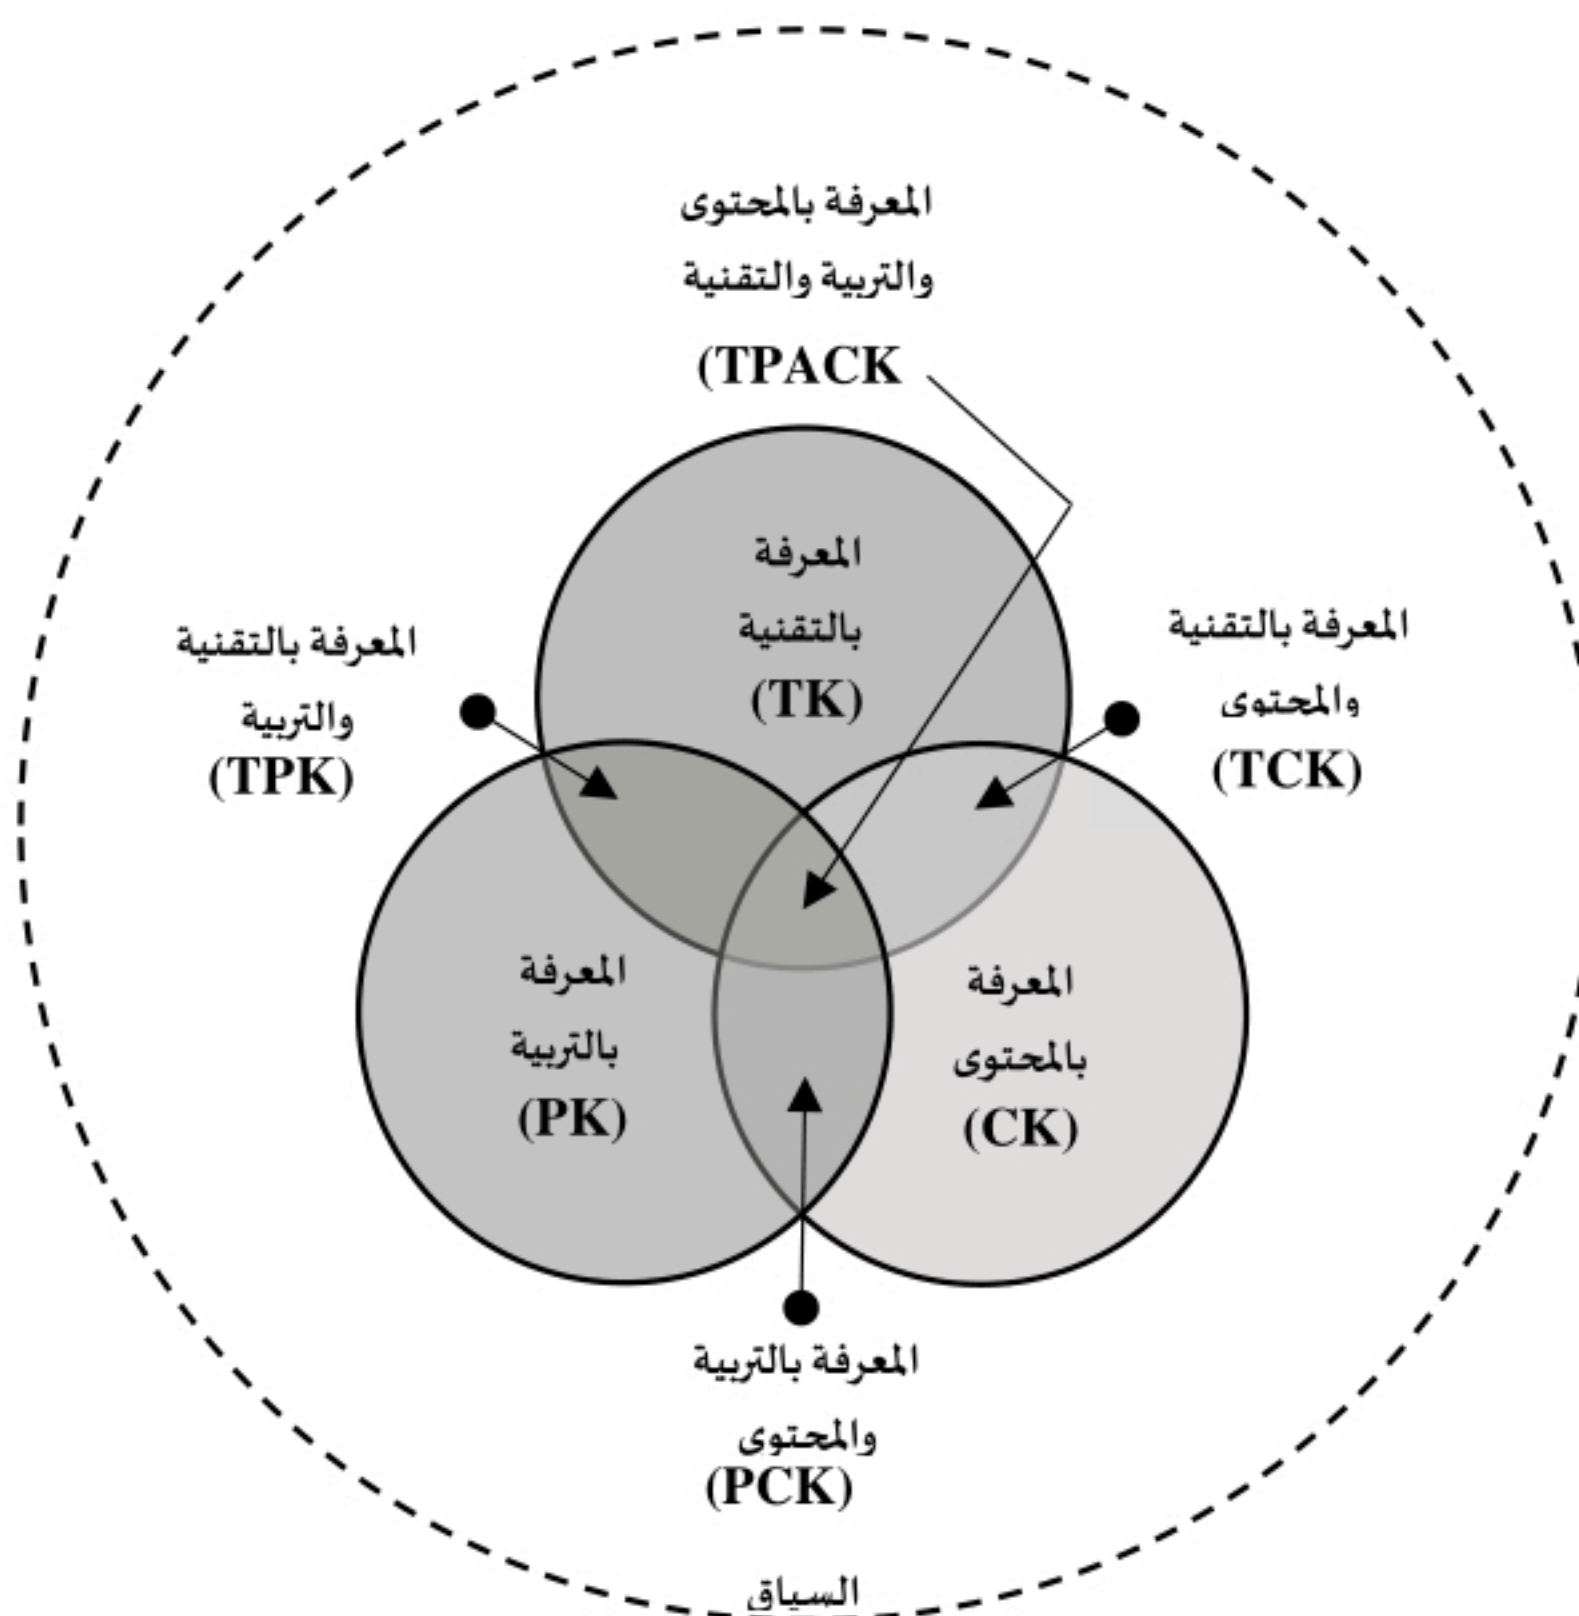 المعرفة بالمحتوى
والتربية والتقنية
(TPACK
المعرفة
بالتقنية
(TK)
المعرفة بالتقنية
والمحتوى
(TCK)
المعرفة بالتقنية
والتربية
(TPK)
المعرفة
بالمحتوى
(CK)
المعرفة
بالتربية
(PK)
المعرفة بالتربية
والمحتوى
(PCK)
السياق